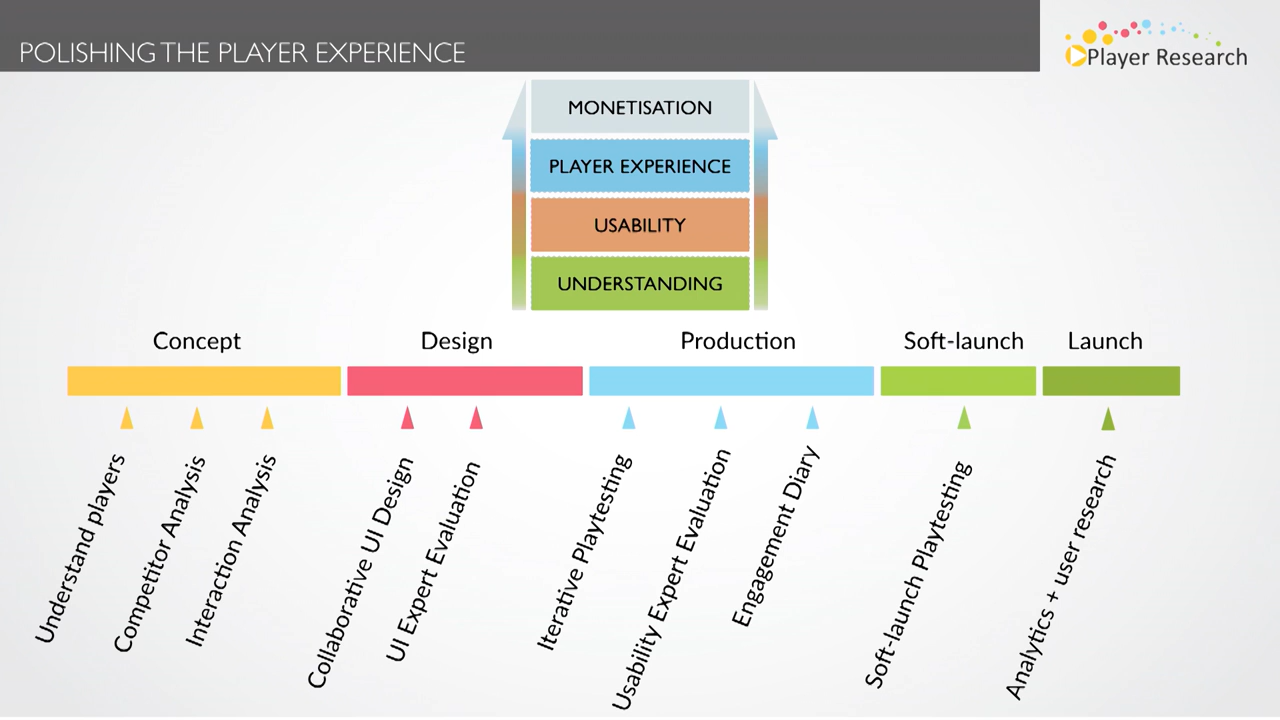 POLISHING THE PLAYER EXPERIENCE
Player Research
MONETISATION
PLAYER EXPERIENCE
USABILITY
UNDERSTANDING
Concept
Design
Production
Soft-launch
Launch
Understand players
Competitor Analysis
Interaction Analysis
Collaborative UI Design
UI Expert Evaluation
Iterative Playtesting
Usability Expert Evaluation
Engagement Diary
Soft-launch Playtesting
Analytics + user research